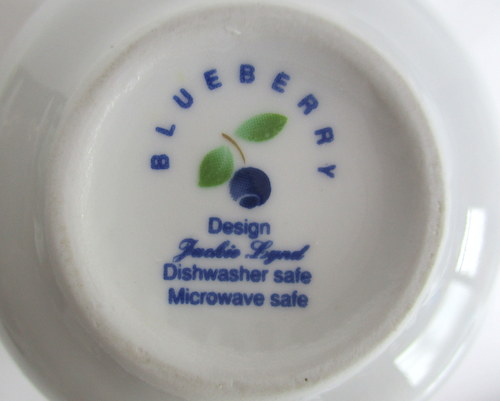 BLUEBERRY
Design
Jackie Lynd
Dishwasher safe
Microwave safe